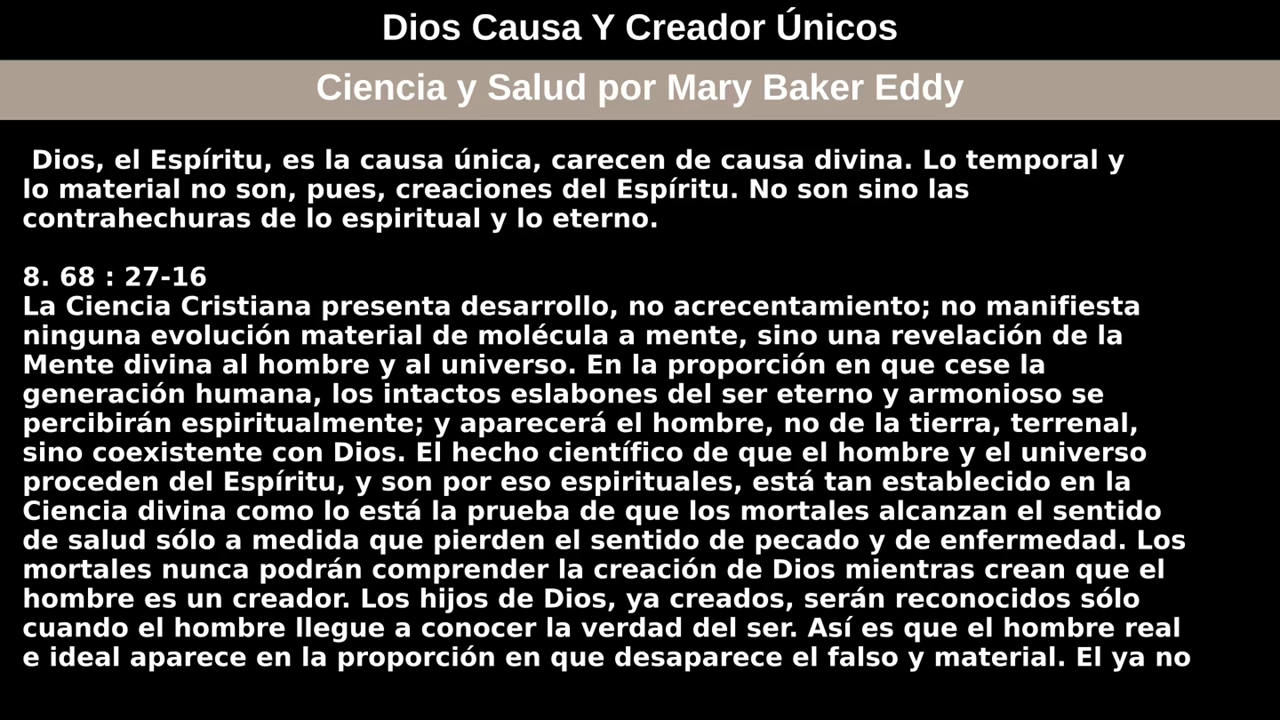 Dios Causa Y Creador Únicos
Ciencia y Salud por Mary Baker Eddy
Dios, el Espíritu, es la causa única, carecen de causa divina. Lo temporal y
lo material no son, pues, creaciones del Espíritu. No son sino las
contrahechuras de lo espiritual y lo eterno.
8. 68 : 27-16
La Ciencia Cristiana presenta desarrollo, no acrecentamiento; no manifiesta
ninguna evolución material de molécula a mente, sino una revelación de la
Mente divina al hombre y al universo. En la proporción en que cese la
generación humana, los intactos eslabones del ser eterno y armonioso se
percibirán espiritualmente; y aparecerá el hombre, no de la tierra, terrenal,
sino coexistente con Dios. El hecho científico de que el hombre y el universo
proceden del Espíritu, y son por eso espirituales, está tan establecido en la
Ciencia divina como lo está la prueba de que los mortales alcanzan el sentido
de salud sólo a medida que pierden el sentido de pecado y de enfermedad. Los
mortales nunca podrán comprender la creación de Dios mientras crean que el
hombre es un creador. Los hijos de Dios, ya creados, serán reconocidos sólo
cuando el hombre llegue a conocer la verdad del ser. Así es que el hombre real
e ideal aparece en la proporción en que desaparece el falso y material. El ya no